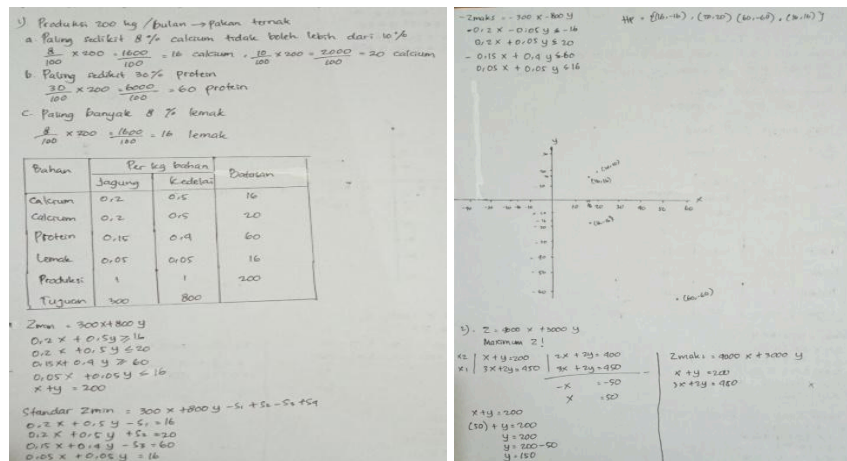 1) Produksi 200 kg / bulan → pakan ternak
a. Paling sedikit 8% calcium tidak boleh lebih dari 10%
8/100 x 200 = 1600/100 = 16 calcium , 10/100 x 200 = 2000/100 = 20 calcium
b. Paling sedikit 30% protein
30/100 x 200 = 6000/100 = 60 protein
c. Paling banyak 8 % lemak
8/100 x 200 = 1600/100 = 16 lemak
Bahan | Per kg bahan | Batasan
Jagung | Kedelai
Calcium 0,2 0,5 16
Calcium 0,2 0,5 20
Protein 0,15 0,4 60
Lemak 0,05 0,05 16
Produksi 1 1 200
Tujuan 300 800
Zmin = 300x+800 y
0,2 x + 0,5y ≥ 16
0,2 x +0,5 y ≤ 20
0,15x+ 0,4 y ≥ 60
0,05x +0,05 y ≤ 16
x+y = 200
Standar Zmin = 300 x +800 y -S1 + S2 -S3 +S4
0,2 x + 0,5 y - S1 = 16
0,2 x + 0,5 y + S2 =20
0,15 x +0,4 y - S3 =60
0,05 x + 0,05 y = 16
-Zmaks = -300 x -800 y
-0,2 x - 0,05 y ≤ -16
0,2 x + 0,05 y ≤ 20
- 0,15 x + 0,4 y ≤ 60
0,05 x + 0,05 y ≤ 16
Hp = {(16,-16) , (20,20) (60,-60) , (20,16)}
y
x
(16,-16)
(60,-60)
2). Z = 4000 x +3000 y
Maximum Z!
x2 | x + y =200 | 2x + 2y = 400
x1 | 3x+2y =450 | 3x + 2y =450
-x = -50
x = 50
x+y = 200
(50) + y = 200
y = 200
y = 200-50
y = 150
Zmaks = 4000 x + 3000 y
x +y =200
3x +2y = 450